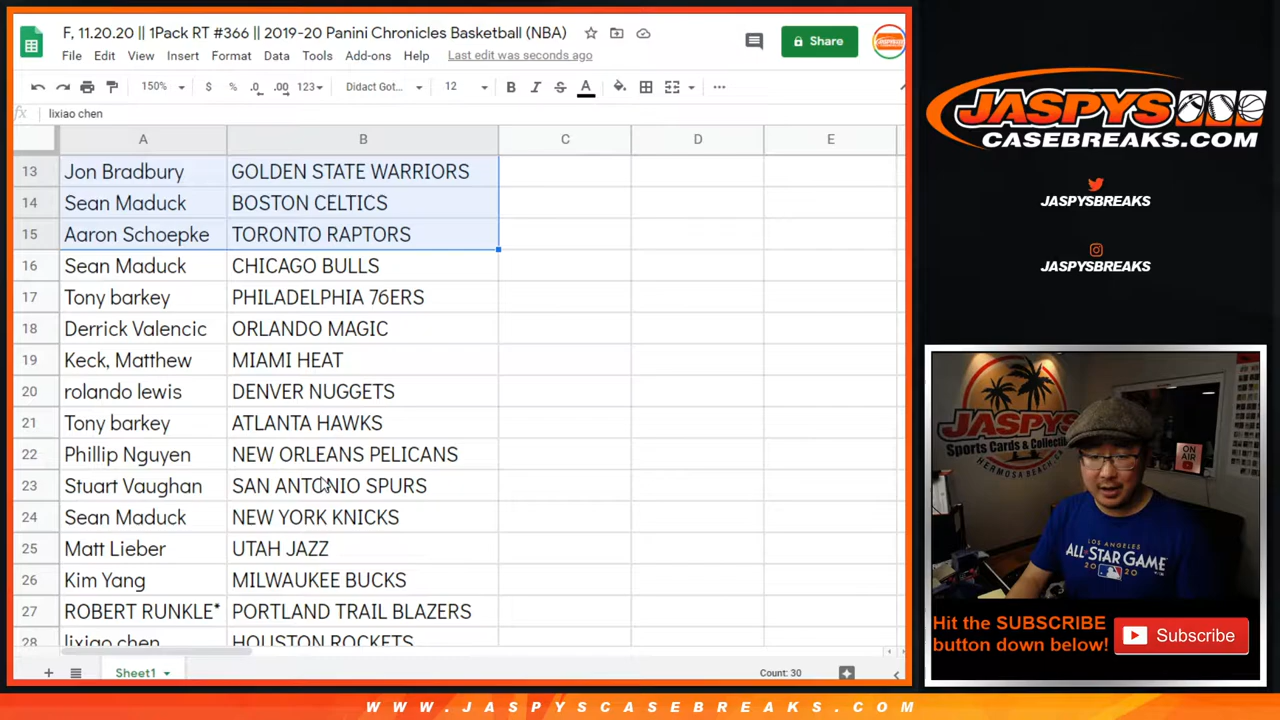 F, 11.20.20 || 1Pack RT #366 || 2019-20 Panini Chronicles Basketball (NBA)
File Edit View Insert Format Data Tools Add-ons Help Last edit was seconds ago
Share
150% $ % .0 .00 123 Didact Got... 12 B I S A
fx lixiao chen
A B C D E
13 Jon Bradbury GOLDEN STATE WARRIORS
14 Sean Maduck BOSTON CELTICS
15 Aaron Schoepke TORONTO RAPTORS
16 Sean Maduck CHICAGO BULLS
17 Tony barkey PHILADELPHIA 76ERS
18 Derrick Valencic ORLANDO MAGIC
19 Keck, Matthew MIAMI HEAT
20 rolando lewis DENVER NUGGETS
21 Tony barkey ATLANTA HAWKS
22 Phillip Nguyen NEW ORLEANS PELICANS
23 Stuart Vaughan SAN ANTONIO SPURS
24 Sean Maduck NEW YORK KNICKS
25 Matt Lieber UTAH JAZZ
26 Kim Yang MILWAUKEE BUCKS
27 ROBERT RUNKLE* PORTLAND TRAIL BLAZERS
28 lixiao chen HOUSTON ROCKETS
Sheet1
Count: 30
JASPYS
CASEBREAKS.COM
JASPYSBREAKS
JASPYSBREAKS
JASPYS
Sports Cards & Collectibles
HERMOSA BEACH, CA
ON AIR
LOS ANGELES
ALL-STAR GAME
2020
Hit the SUBSCRIBE
button down below!
Subscribe
WWW.JASPYSCASEBREAKS.COM